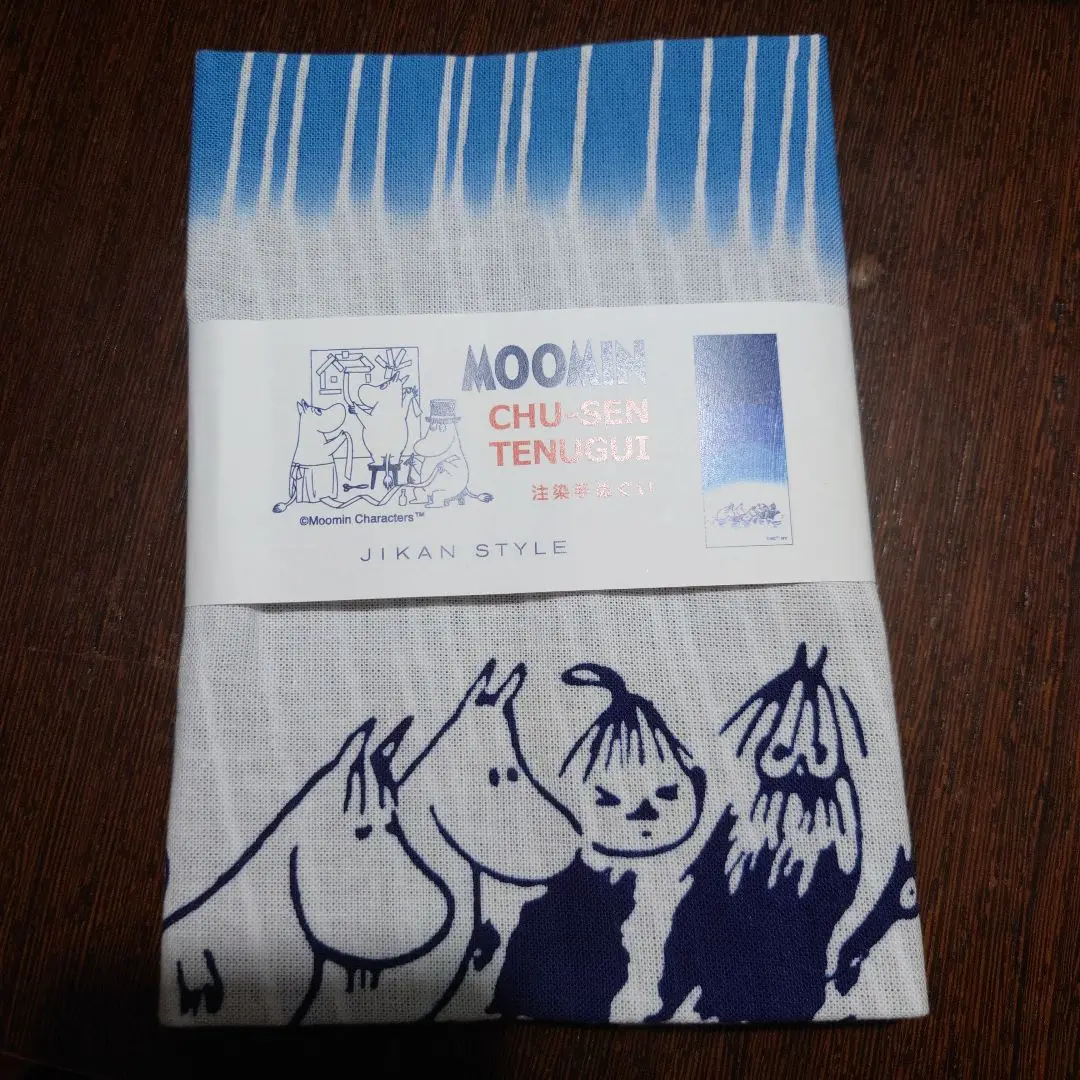 MOOMIN
CHU-SEN
TENUGUI
注染手ぬぐい
©Moomin Characters™
JIKAN STYLE